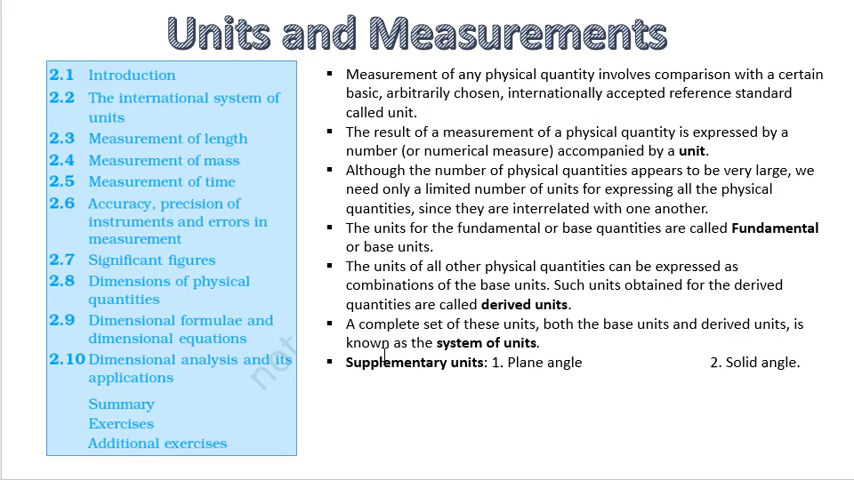 Units and Measurements
2.1 Introduction
2.2 The international system of
units
2.3 Measurement of length
2.4 Measurement of mass
2.5 Measurement of time
2.6 Accuracy, precision of
instruments and errors in
measurement
2.7 Significant figures
2.8 Dimensions of physical
quantities
2.9 Dimensional formulae and
dimensional equations
2.10 Dimensional analysis and its
applications
Summary
Exercises
Additional exercises
not
▪ Measurement of any physical quantity involves comparison with a certain
basic, arbitrarily chosen, internationally accepted reference standard
called unit.
▪ The result of a measurement of a physical quantity is expressed by a
number (or numerical measure) accompanied by a unit.
▪ Although the number of physical quantities appears to be very large, we
need only a limited number of units for expressing all the physical
quantities, since they are interrelated with one another.
▪ The units for the fundamental or base quantities are called Fundamental
or base units.
▪ The units of all other physical quantities can be expressed as
combinations of the base units. Such units obtained for the derived
quantities are called derived units.
▪ A complete set of these units, both the base units and derived units, is
known as the system of units.
▪ Supplementary units: 1. Plane angle 2. Solid angle.